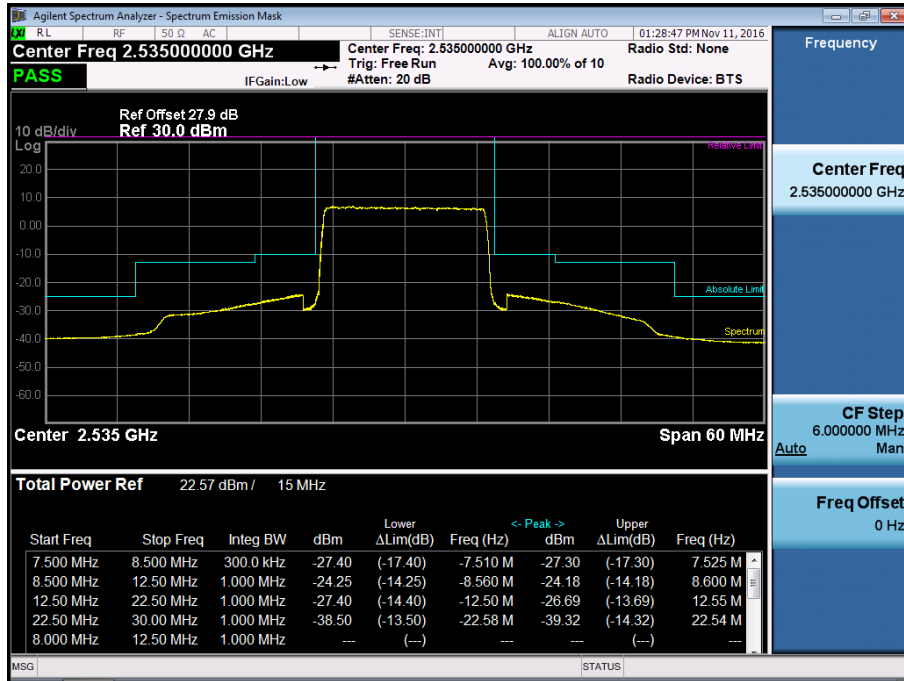 Agilent Spectrum Analyzer - Spectrum Emission Mask
LXI RL RF 50 Ω AC SENSE:INT ALIGN AUTO 01:28:47 PM Nov 11, 2016
Center Freq 2.535000000 GHz Center Freq: 2.535000000 GHz Radio Std: None
Trig: Free Run Avg: 100.00% of 10
PASS IFGain:Low #Atten: 20 dB Radio Device: BTS
Ref Offset 27.9 dB
10 dB/div Ref 30.0 dBm
Log
Relative Limit
20.0
10.0
0.00
-10.0
-20.0
Absolute Limit
-30.0
Spectrum
-40.0
-50.0
-60.0
Center 2.535 GHz Span 60 MHz
Total Power Ref 22.57 dBm / 15 MHz
Lower <- Peak -> Upper
Start Freq Stop Freq Integ BW dBm ΔLim(dB) Freq (Hz) dBm ΔLim(dB) Freq (Hz)
7.500 MHz 8.500 MHz 300.0 kHz -27.40 (-17.40) -7.510 M -27.30 (-17.30) 7.525 M
8.500 MHz 12.50 MHz 1.000 MHz -24.25 (-14.25) -8.560 M -24.18 (-14.18) 8.600 M
12.50 MHz 22.50 MHz 1.000 MHz -27.40 (-14.40) -12.50 M -26.69 (-13.69) 12.55 M
22.50 MHz 30.00 MHz 1.000 MHz -38.50 (-13.50) -22.58 M -39.32 (-14.32) 22.54 M
8.000 MHz 12.50 MHz 1.000 MHz --- (---) --- --- (---) ---
MSG STATUS
Frequency
Center Freq
2.535000000 GHz
CF Step
6.000000 MHz
Auto Man
Freq Offset
0 Hz